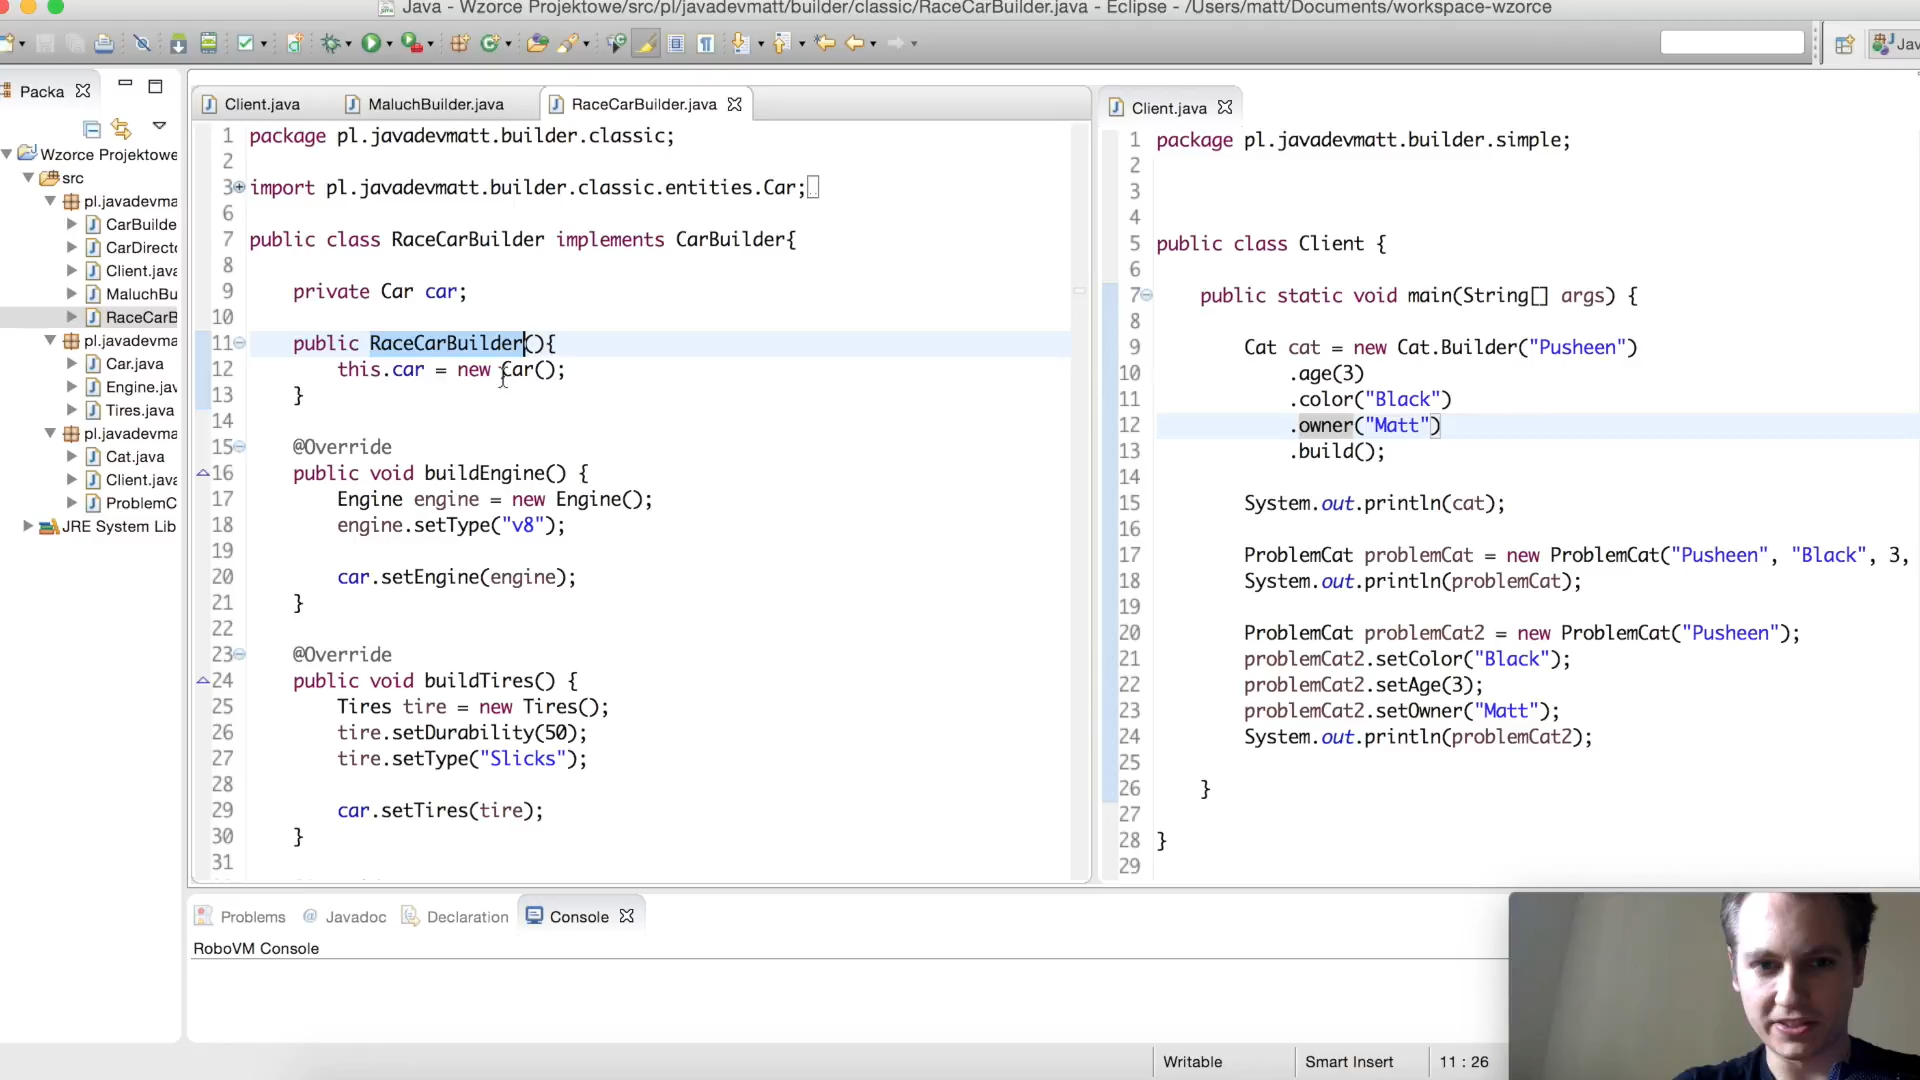 Java - Wzorce Projektowe/src/pl/javadevmatt/builder/classic/RaceCarBuilder.java - Eclipse - /Users/matt/Documents/workspace-wzorce
Jav
Packa
Wzorce Projektowe
src
pl.javadevmatt
CarBuilde
CarDirecto
Client.java
MaluchBu
RaceCarB
pl.javadevmatt
Car.java
Engine.java
Tires.java
pl.javadevmatt
Cat.java
Client.java
ProblemC
JRE System Lib
Client.java
MaluchBuilder.java
RaceCarBuilder.java
1 package pl.javadevmatt.builder.classic;
2
3 import pl.javadevmatt.builder.classic.entities.Car;
6
7 public class RaceCarBuilder implements CarBuilder{
8
9 private Car car;
10
11 public RaceCarBuilder(){
12 this.car = new Car();
13 }
14
15 @Override
16 public void buildEngine() {
17 Engine engine = new Engine();
18 engine.setType("v8");
19
20 car.setEngine(engine);
21 }
22
23 @Override
24 public void buildTires() {
25 Tires tire = new Tires();
26 tire.setDurability(50);
27 tire.setType("Slicks");
28
29 car.setTires(tire);
30 }
31
Client.java
1 package pl.javadevmatt.builder.simple;
2
3
4
5 public class Client {
6
7 public static void main(String[] args) {
8
9 Cat cat = new Cat.Builder("Pusheen")
10 .age(3)
11 .color("Black")
12 .owner("Matt")
13 .build();
14
15 System.out.println(cat);
16
17 ProblemCat problemCat = new ProblemCat("Pusheen", "Black", 3,
18 System.out.println(problemCat);
19
20 ProblemCat problemCat2 = new ProblemCat("Pusheen");
21 problemCat2.setColor("Black");
22 problemCat2.setAge(3);
23 problemCat2.setOwner("Matt");
24 System.out.println(problemCat2);
25
26 }
27
28 }
29
Problems
Javadoc
Declaration
Console
RoboVM Console
Writable
Smart Insert
11 : 26